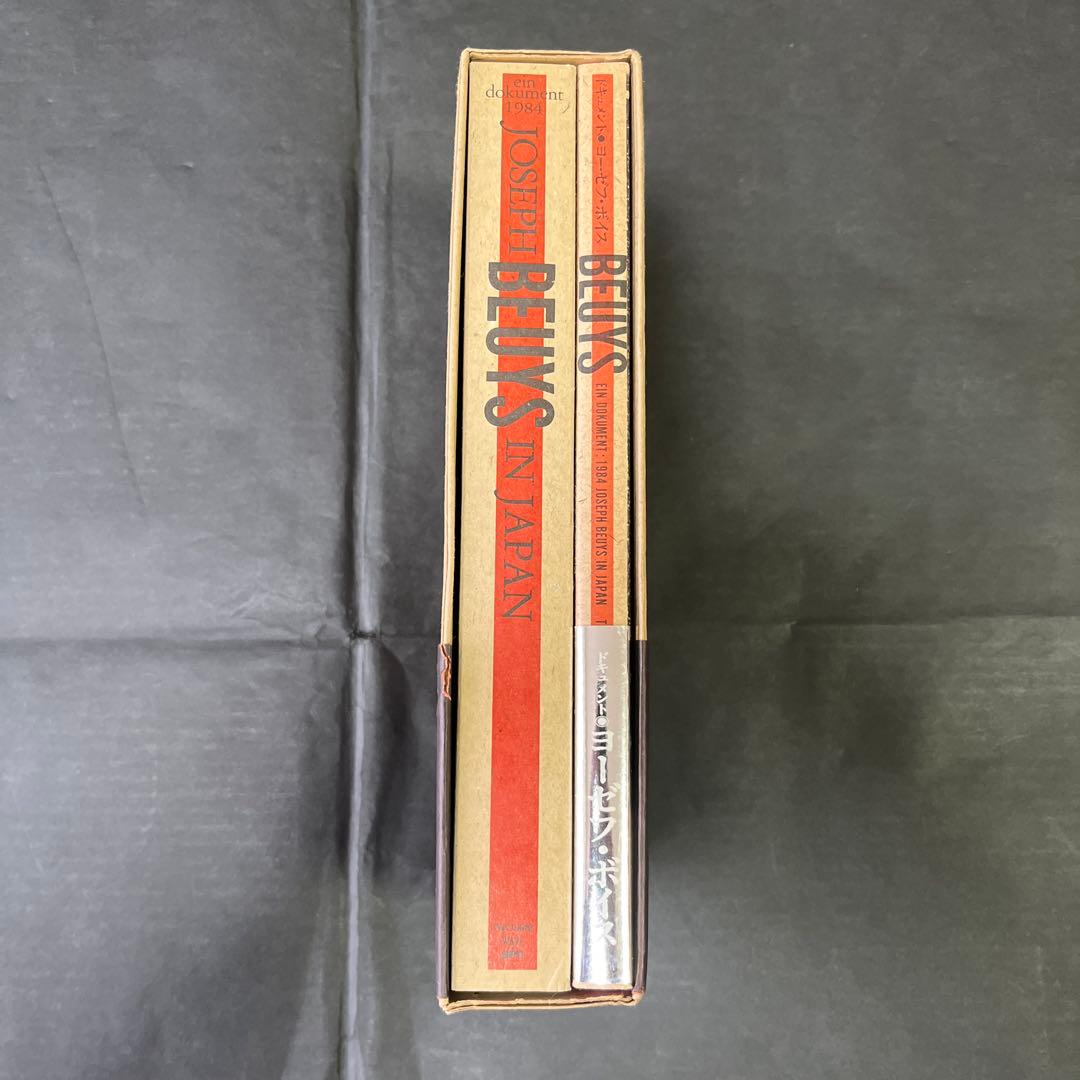 ein
dokument
1984
JOSEPH BEUYS IN JAPAN
ドキュメント●ヨーゼフ・ボイス
BEUYS
EIN DOKUMENT: 1984 JOSEPH BEUYS IN JAPAN
ドキュメント●ヨーゼフ・ボイス